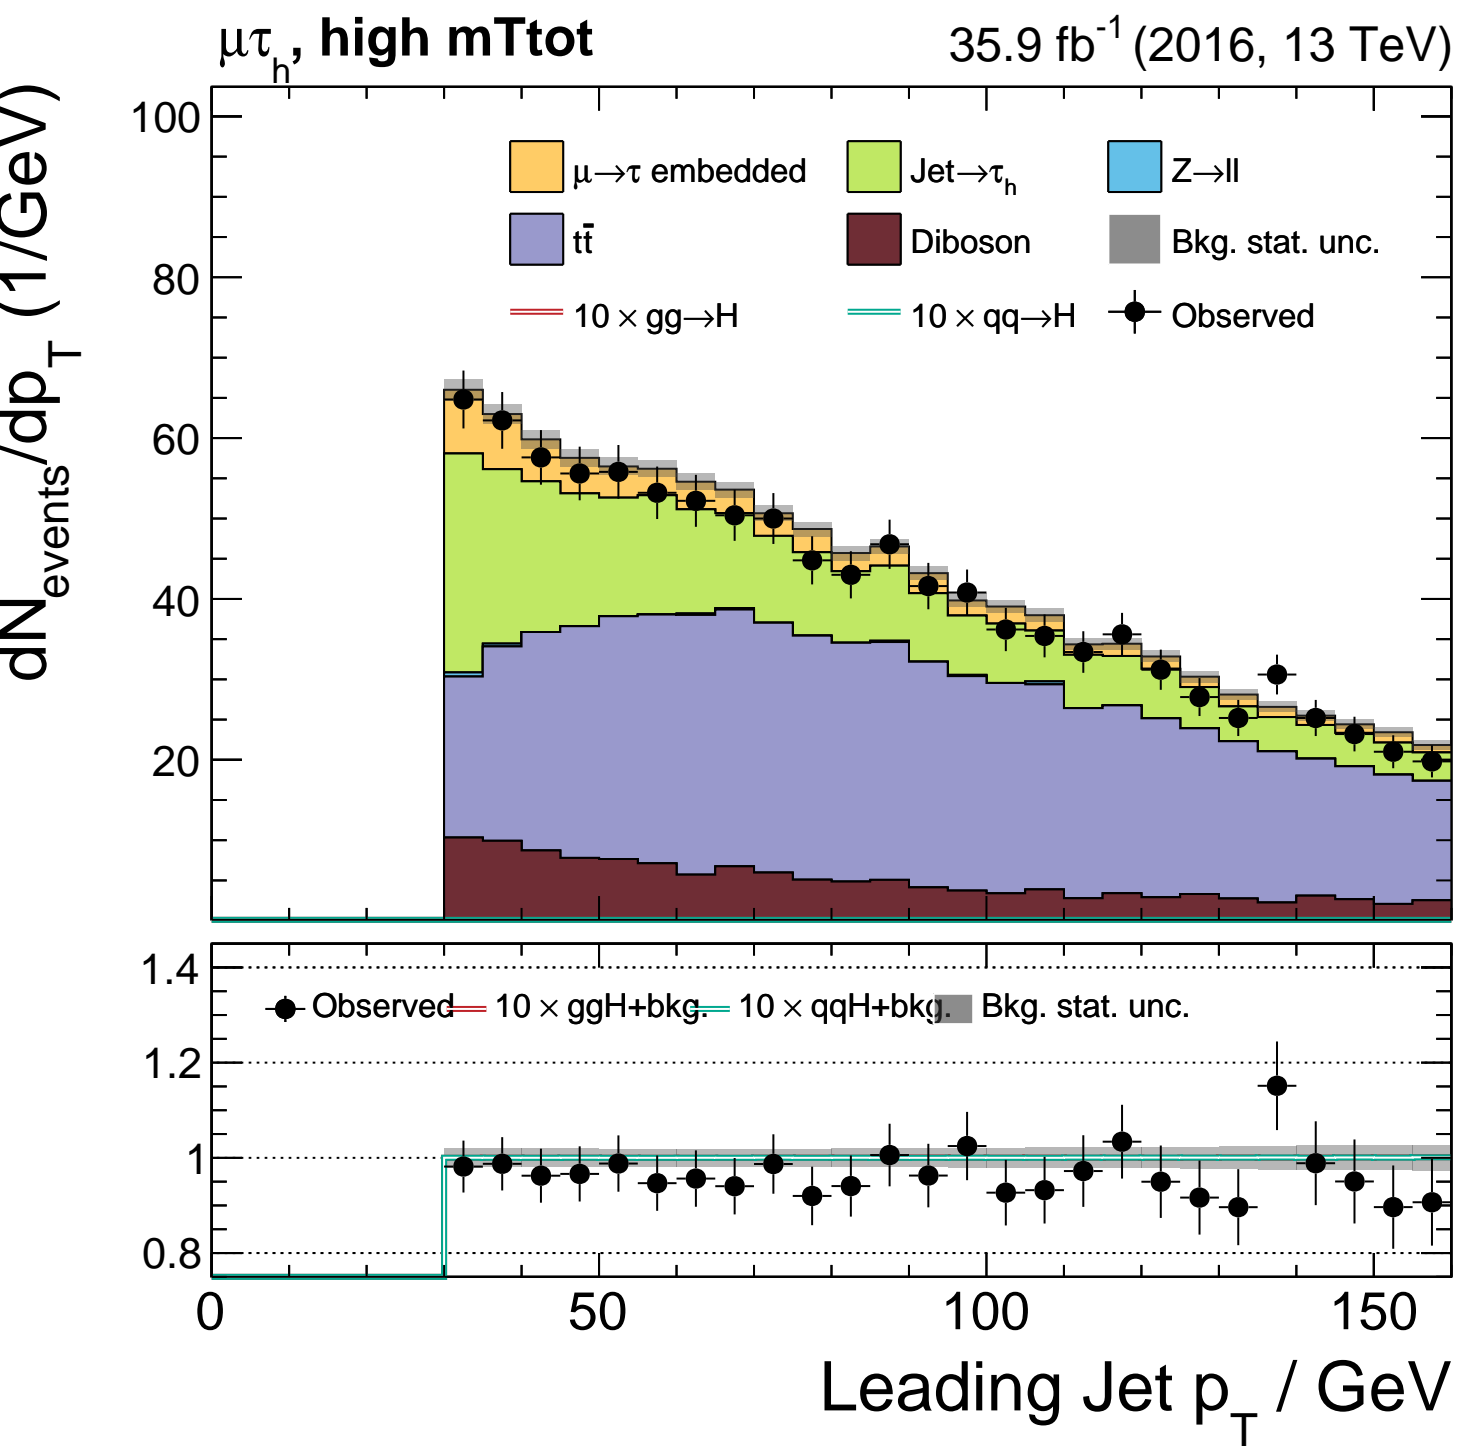 μτh, high mTtot 35.9 fb-1 (2016, 13 TeV)
dNevents/dpT (1/GeV)
100
80
60
40
20
μ→τ embedded Jet→τh Z→ll
tt̄ Diboson Bkg. stat. unc.
10 × gg→H 10 × qq→H Observed
1.4
1.2
1
0.8
Observed 10 × ggH+bkg. 10 × qqH+bkg. Bkg. stat. unc.
0 50 100 150
Leading Jet pT / GeV